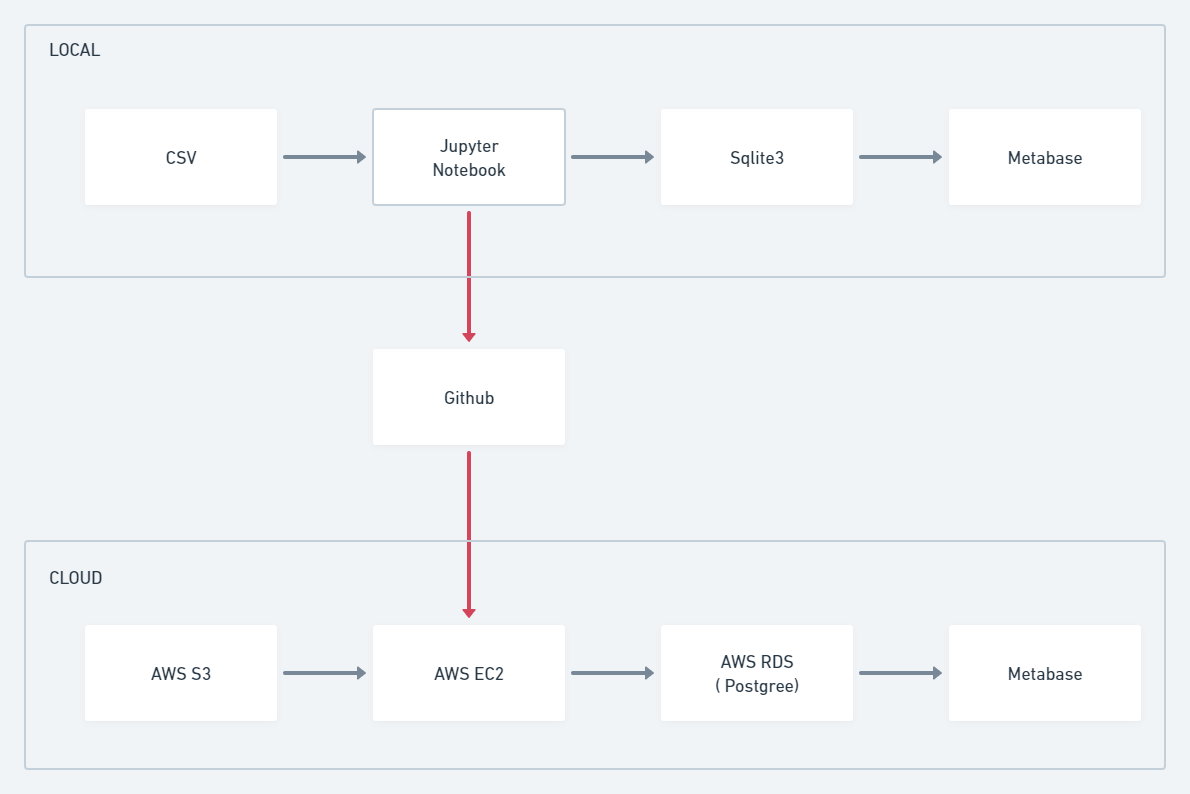 LOCAL
CSV
Jupyter
Notebook
Sqlite3
Metabase
Github
CLOUD
AWS S3
AWS EC2
AWS RDS
( Postgree)
Metabase